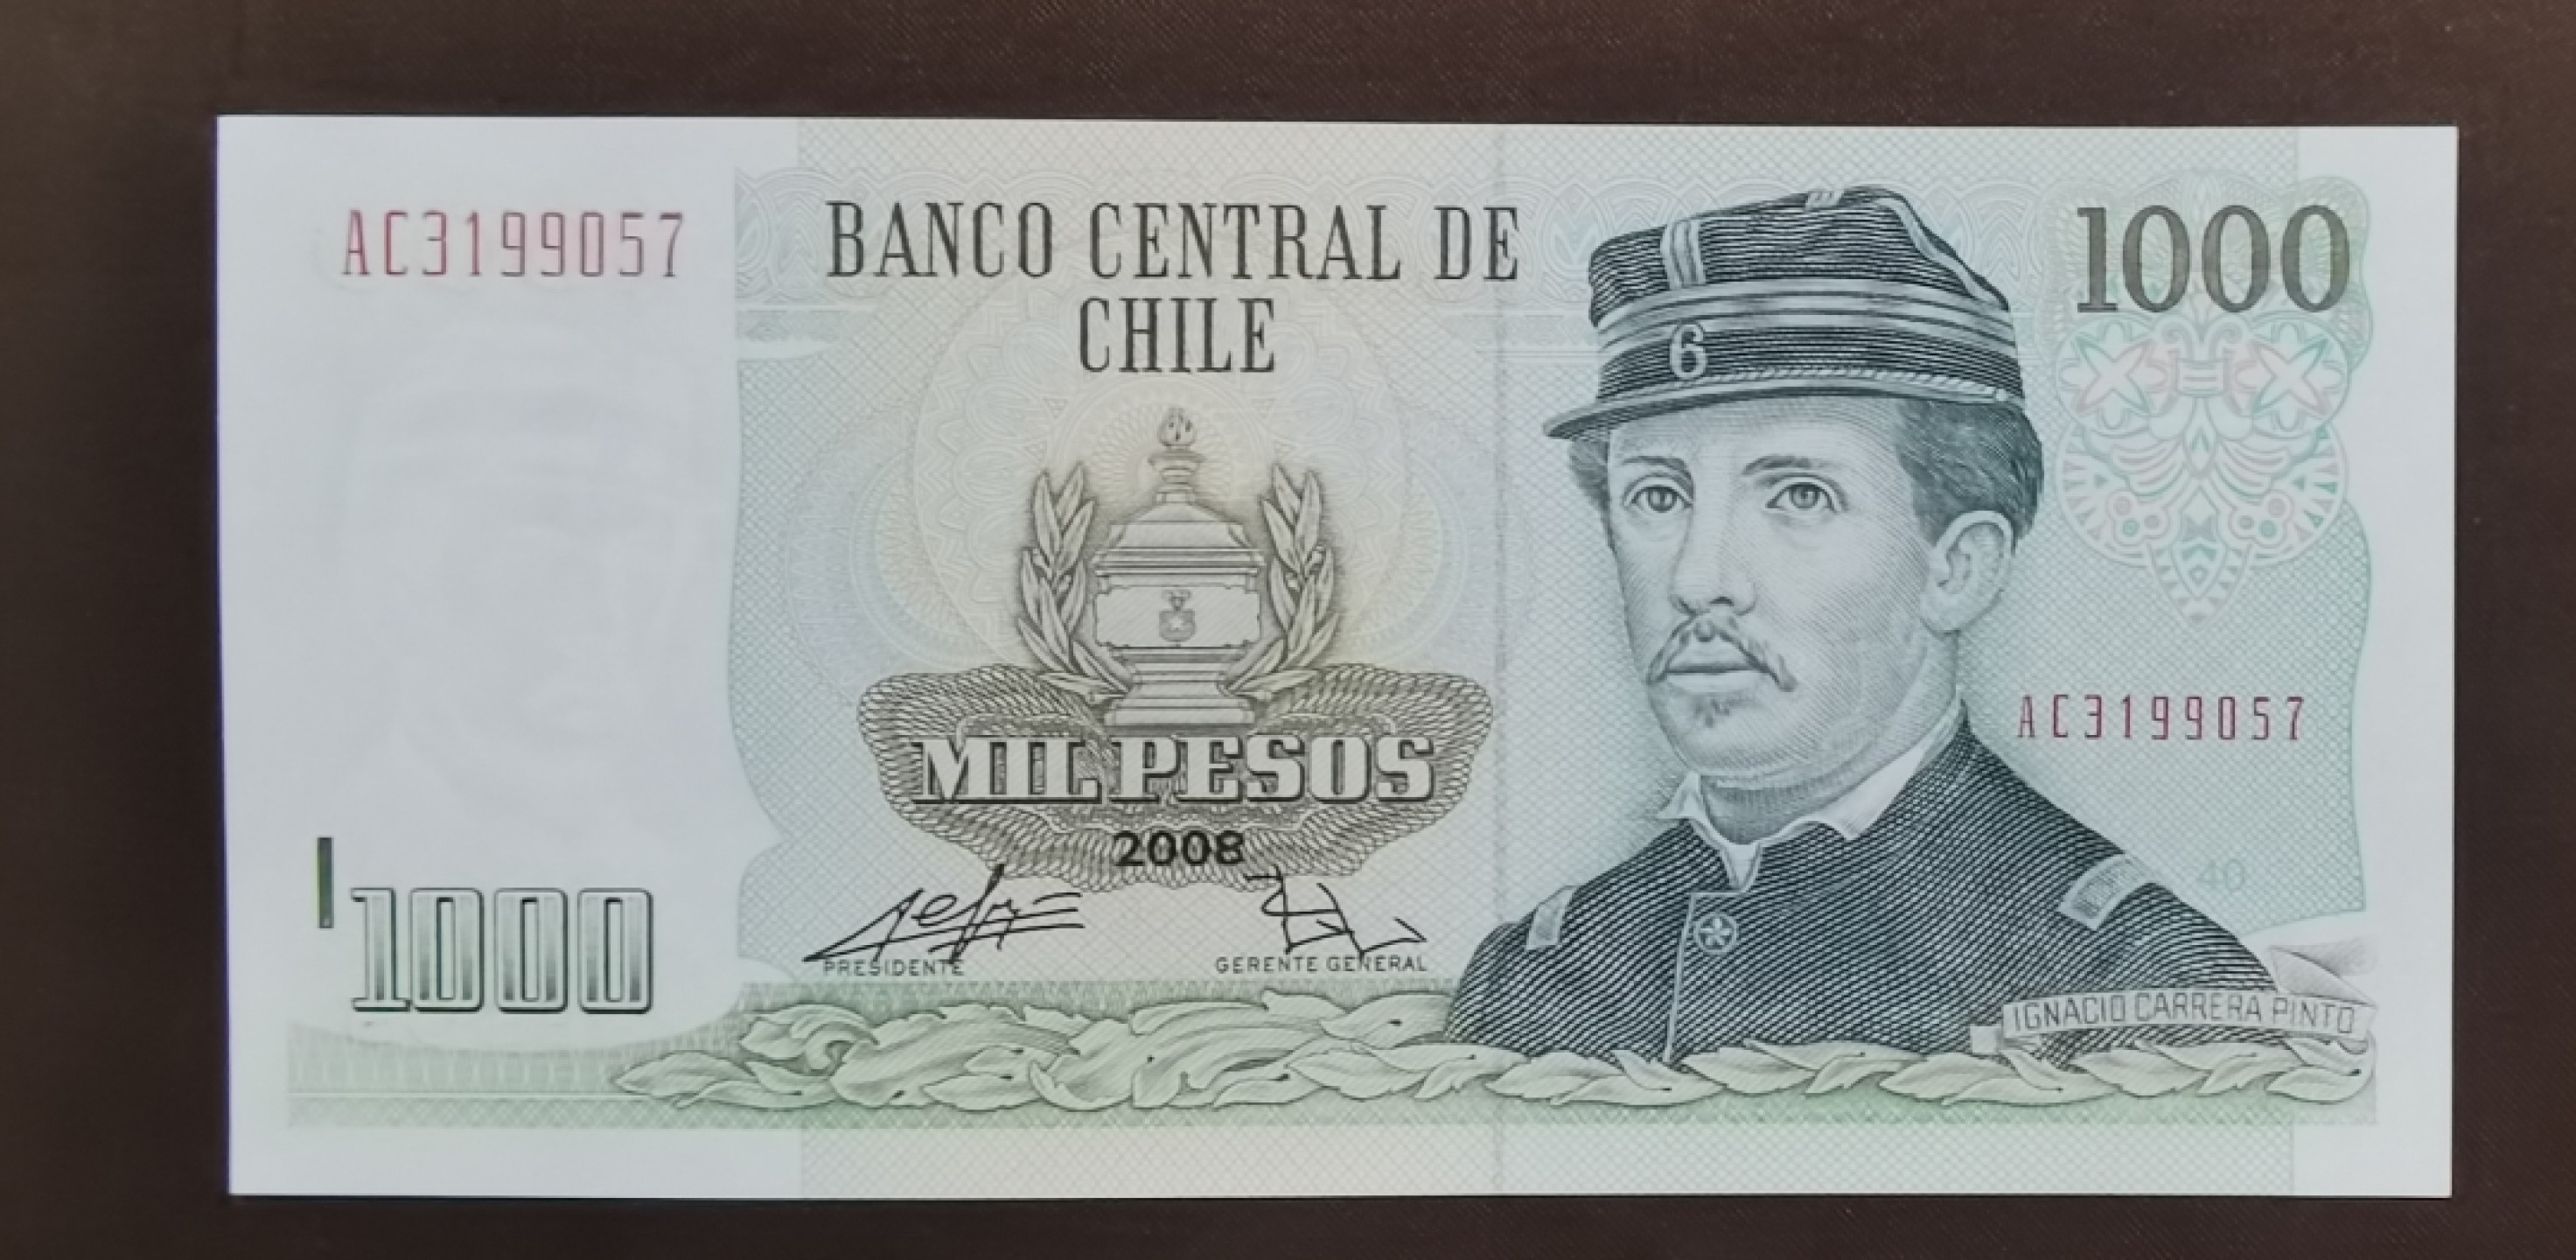 AC3199057
BANCO CENTRAL DE
CHILE
1000
6
MIL PESOS
2008
AC3199057
40
1000
PRESIDENTE
GERENTE GENERAL
IGNACIO CARRERA PINTO